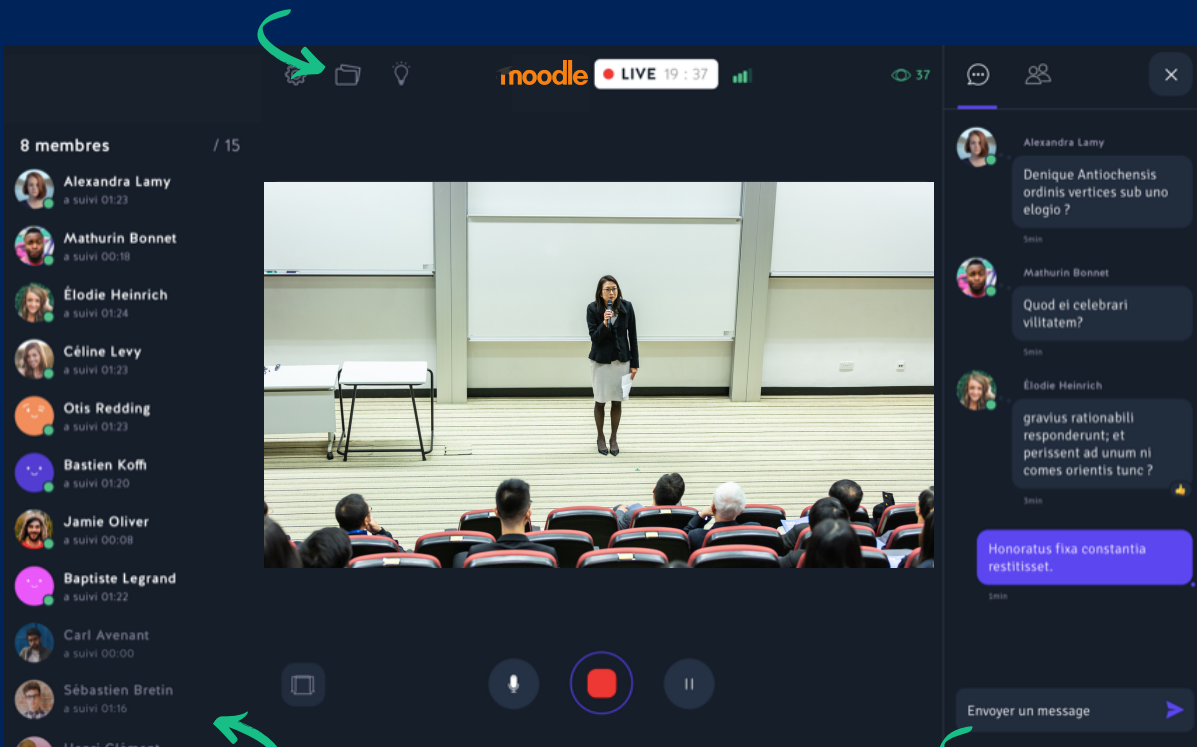 moodle
LIVE 19 : 37
37
8 membres / 15
Alexandra Lamy
a suivi 01:23
Mathurin Bonnet
a suivi 00:18
Élodie Heinrich
a suivi 01:24
Céline Levy
a suivi 01:23
Otis Redding
a suivi 01:23
Bastien Koffi
a suivi 01:20
Jamie Oliver
a suivi 00:08
Baptiste Legrand
a suivi 01:22
Carl Avenant
a suivi 00:00
Sébastien Bretin
a suivi 01:16
Henri Clément
Alexandra Lamy
Denique Antiochensis
ordinis vertices sub uno
elogio ?
5min
Mathurin Bonnet
Quod ei celebrari
vilitatem?
5min
Élodie Heinrich
gravius rationabili
responderunt; et
perissent ad unum ni
comes orientis tunc ?
3min
Honoratus fixa constantia
restitisset.
1min
Envoyer un message